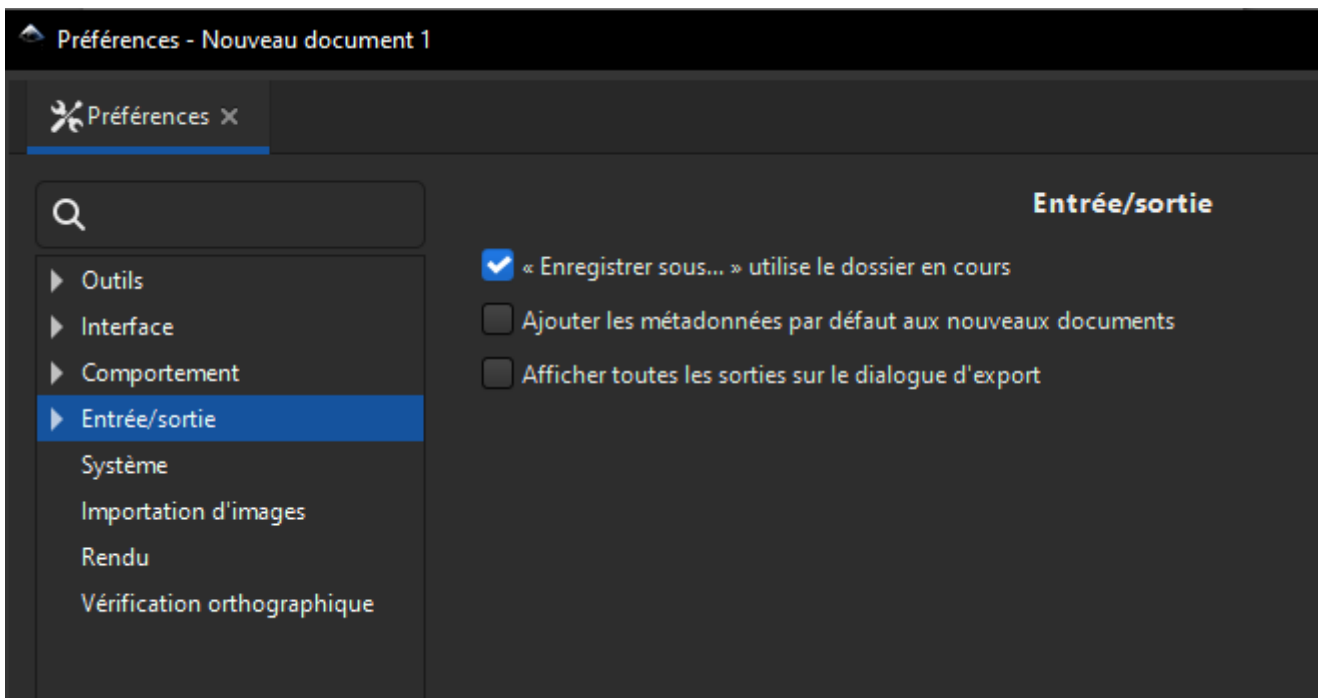 Préférences - Nouveau document 1
Préférences
Entrée/sortie
« Enregistrer sous... » utilise le dossier en cours
Ajouter les métadonnées par défaut aux nouveaux documents
Afficher toutes les sorties sur le dialogue d'export
Outils
Interface
Comportement
Entrée/sortie
Système
Importation d'images
Rendu
Vérification orthographique